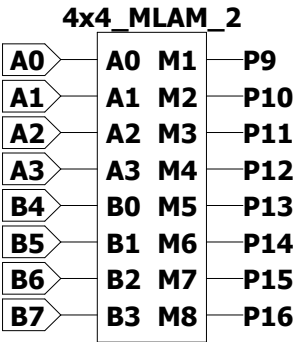 4x4_MLAM_2
A0 A0 M1 P9
A1 A1 M2 P10
A2 A2 M3 P11
A3 A3 M4 P12
B4 B0 M5 P13
B5 B1 M6 P14
B6 B2 M7 P15
B7 B3 M8 P16